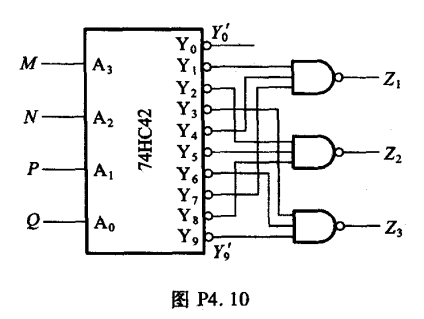 M
N
P
Q
A₃
A₂
A₁
A₀
74HC42
Y₀
Y₁
Y₂
Y₃
Y₄
Y₅
Y₆
Y₇
Y₈
Y₉
Y₀′
Y₉′
Z₁
Z₂
Z₃
图 P4.10